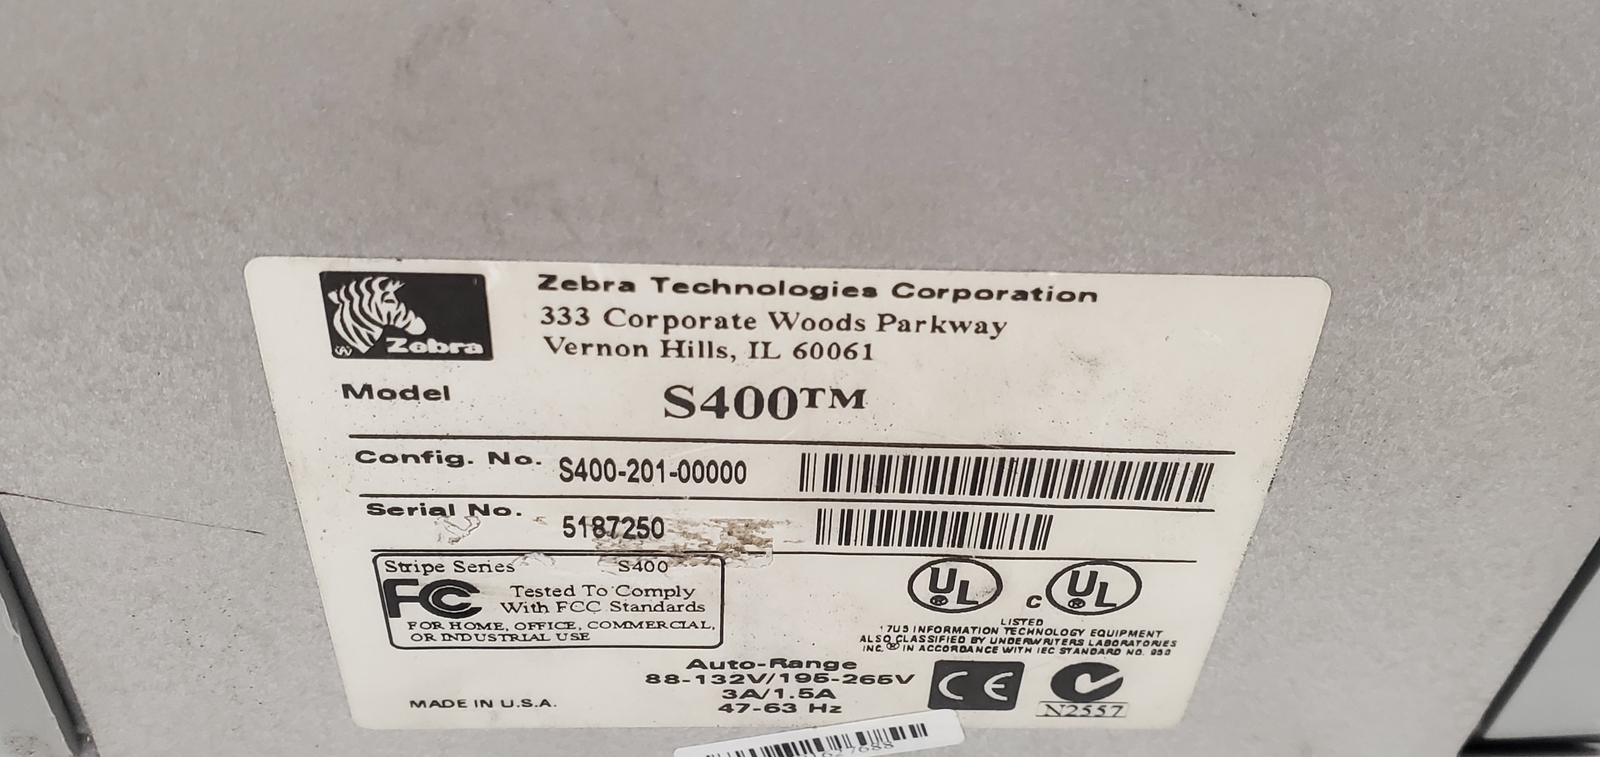 Zebra Technologies Corporation
333 Corporate Woods Parkway
Vernon Hills, IL 60061
Zebra
Model S400™
Config. No. S400-201-00000
Serial No. 5187250
Stripe Series S400
FC Tested To Comply
With FCC Standards
FOR HOME, OFFICE, COMMERCIAL,
OR INDUSTRIAL USE
UL ® c UL ®
LISTED
17U5 INFORMATION TECHNOLOGY EQUIPMENT
ALSO CLASSIFIED BY UNDERWRITERS LABORATORIES
INC.® IN ACCORDANCE WITH IEC STANDARD NO. 950
Auto-Range
88-132V/195-265V
3A/1.5A
47-63 Hz
MADE IN U.S.A.
CE
N2557